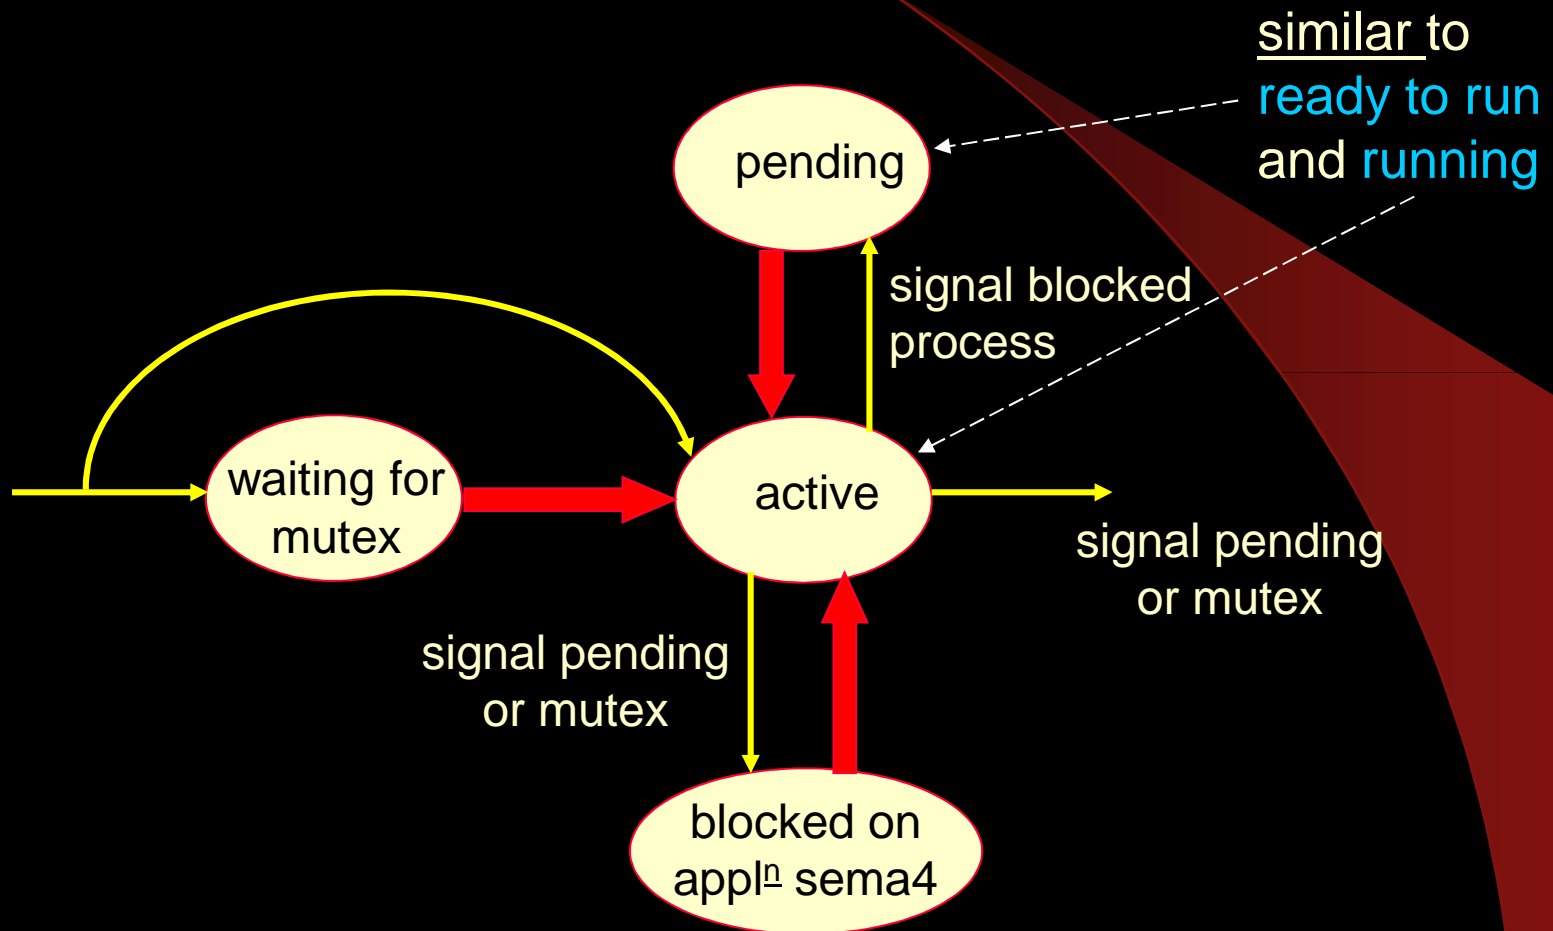 similar to
ready to run
and running
pending
signal blocked
process
waiting for
mutex
active
signal pending
or mutex
signal pending
or mutex
blocked on
applⁿ sema4